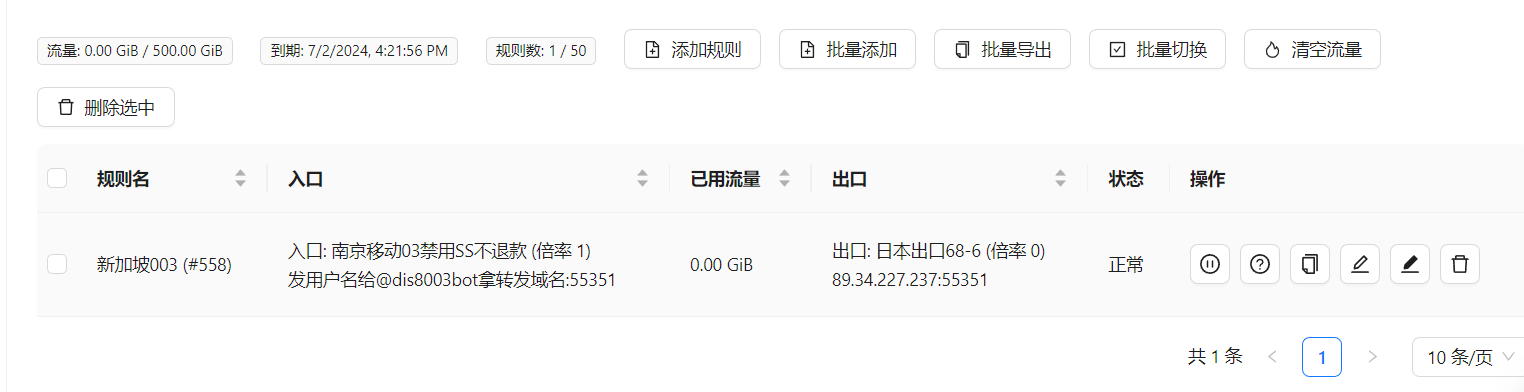 流量: 0.00 GiB / 500.00 GiB 到期: 7/2/2024, 4:21:56 PM 规则数: 1 / 50 添加规则 批量添加 批量导出 批量切换 清空流量
删除选中
规则名 入口 已用流量 出口 状态 操作
入口: 南京移动03禁用SS不退款 (倍率 1) 出口: 日本出口68-6 (倍率 0)
新加坡003 (#558) 0.00 GiB 正常
发用户名给@dis8003bot拿转发域名:55351 89.34.227.237:55351
共 1 条 < 1 > 10 条/页